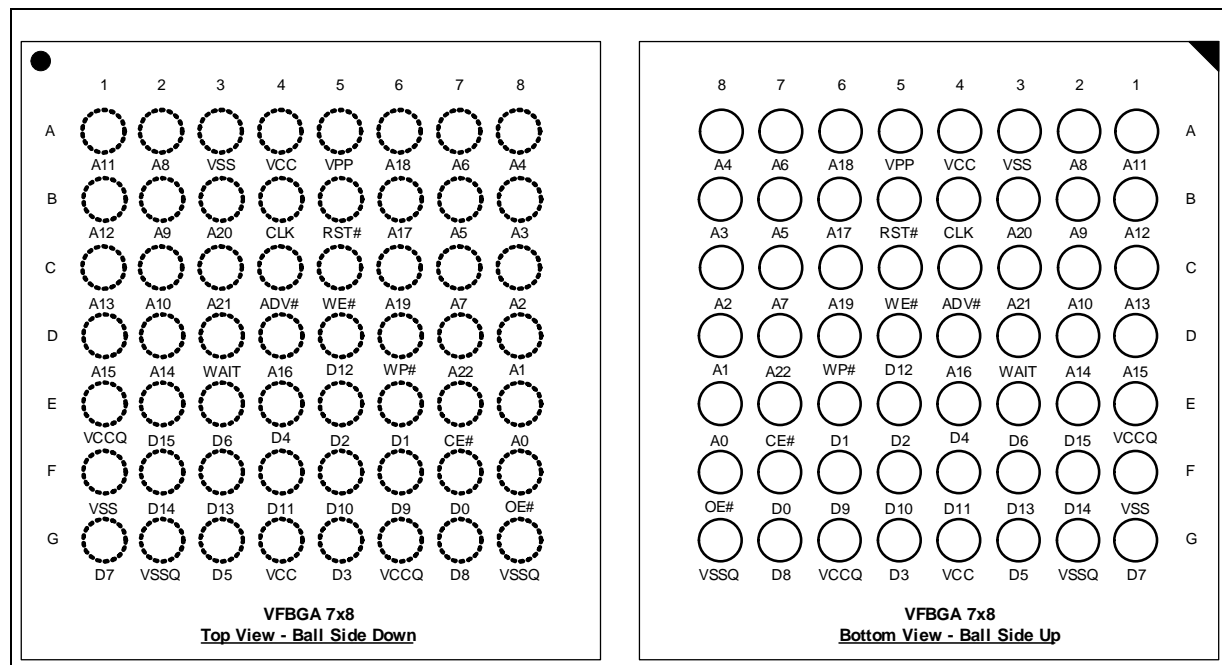 1 2 3 4 5 6 7 8
A
A11 A8 VSS VCC VPP A18 A6 A4
B
A12 A9 A20 CLK RST# A17 A5 A3
C
A13 A10 A21 ADV# WE# A19 A7 A2
D
A15 A14 WAIT A16 D12 WP# A22 A1
E
VCCQ D15 D6 D4 D2 D1 CE# A0
F
VSS D14 D13 D11 D10 D9 D0 OE#
G
D7 VSSQ D5 VCC D3 VCCQ D8 VSSQ
VFBGA 7x8
Top View - Ball Side Down
8 7 6 5 4 3 2 1
A
A4 A6 A18 VPP VCC VSS A8 A11
B
A3 A5 A17 RST# CLK A20 A9 A12
C
A2 A7 A19 WE# ADV# A21 A10 A13
D
A1 A22 WP# D12 A16 WAIT A14 A15
E
A0 CE# D1 D2 D4 D6 D15 VCCQ
F
OE# D0 D9 D10 D11 D13 D14 VSS
G
VSSQ D8 VCCQ D3 VCC D5 VSSQ D7
VFBGA 7x8
Bottom View - Ball Side Up